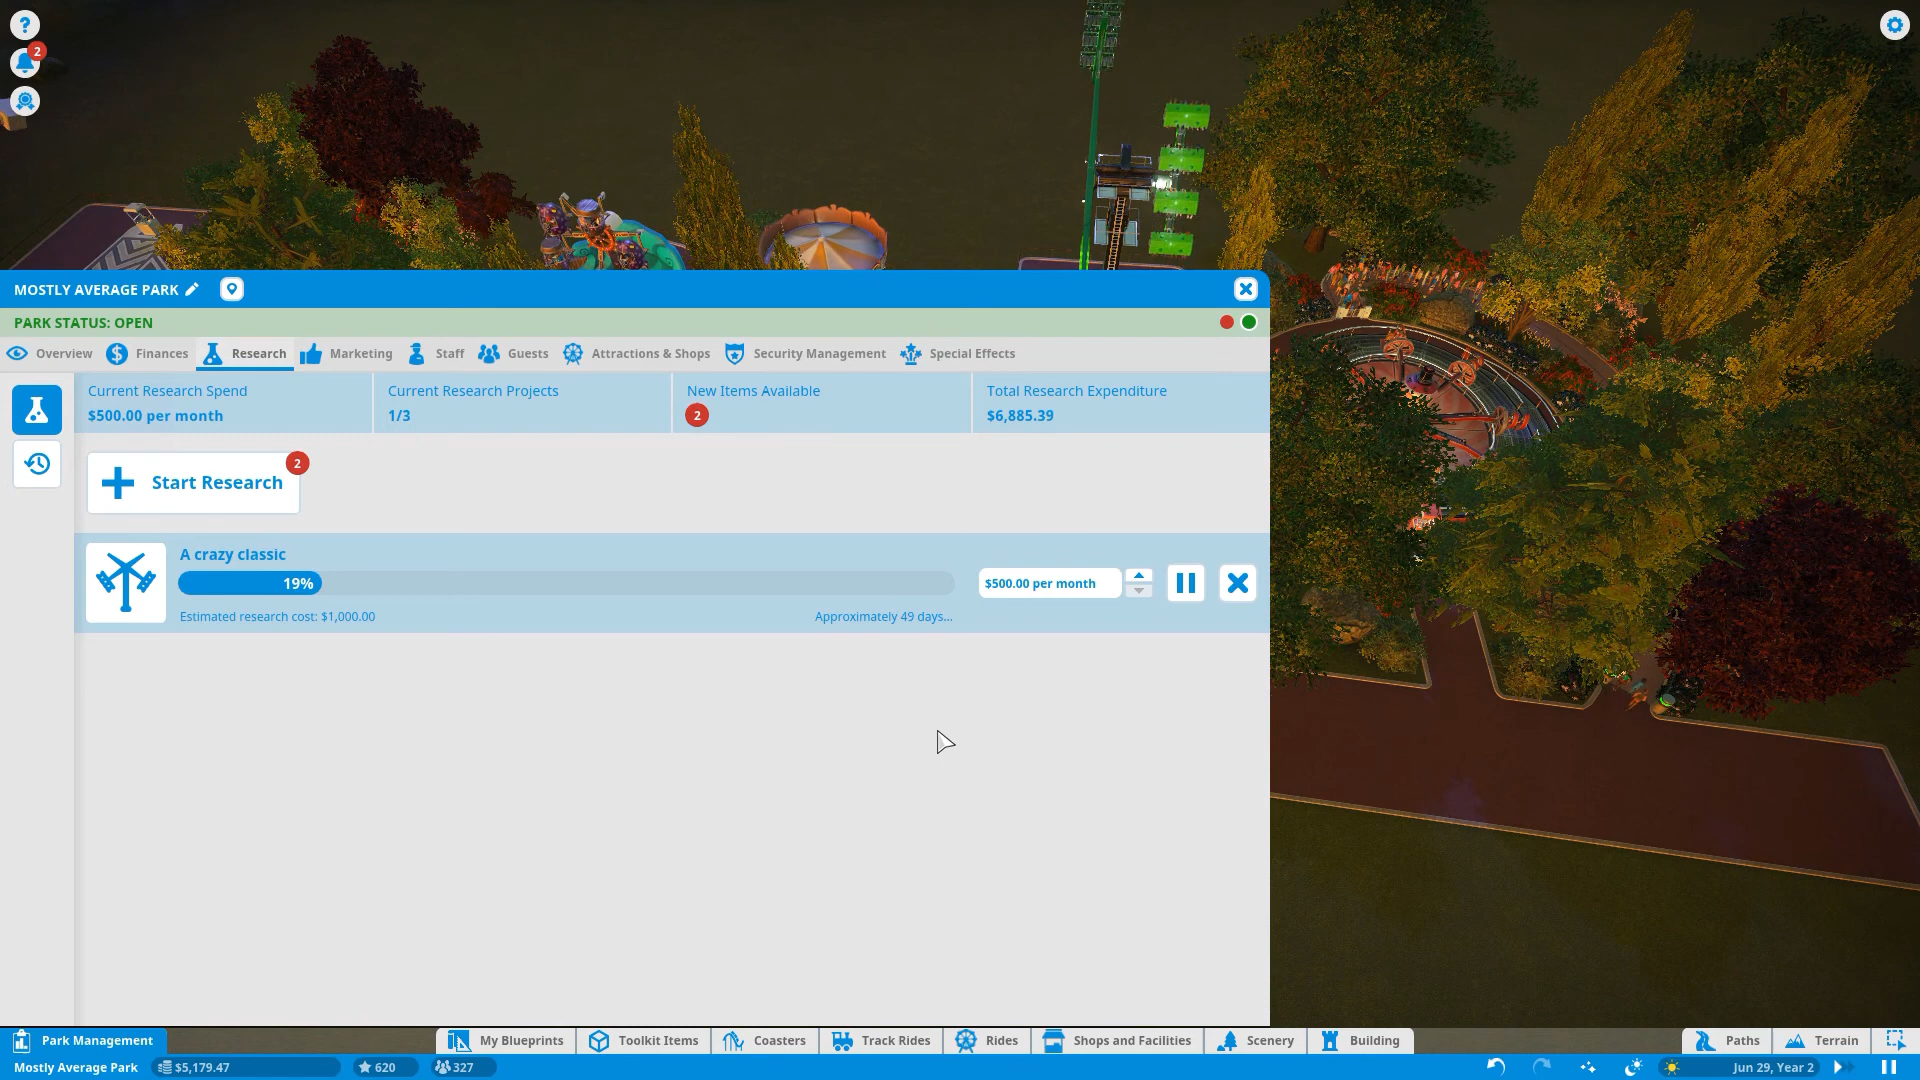 ?
2
MOSTLY AVERAGE PARK
PARK STATUS: OPEN
Overview
Finances
Research
Marketing
Staff
Guests
Attractions & Shops
Security Management
Special Effects
Current Research Spend
$500.00 per month
Current Research Projects
1/3
New Items Available
2
Total Research Expenditure
$6,885.39
Start Research
2
A crazy classic
19%
$500.00 per month
Estimated research cost: $1,000.00
Approximately 49 days...
Park Management
My Blueprints
Toolkit Items
Coasters
Track Rides
Rides
Shops and Facilities
Scenery
Building
Paths
Terrain
Mostly Average Park
$5,179.47
620
327
Jun 29, Year 2